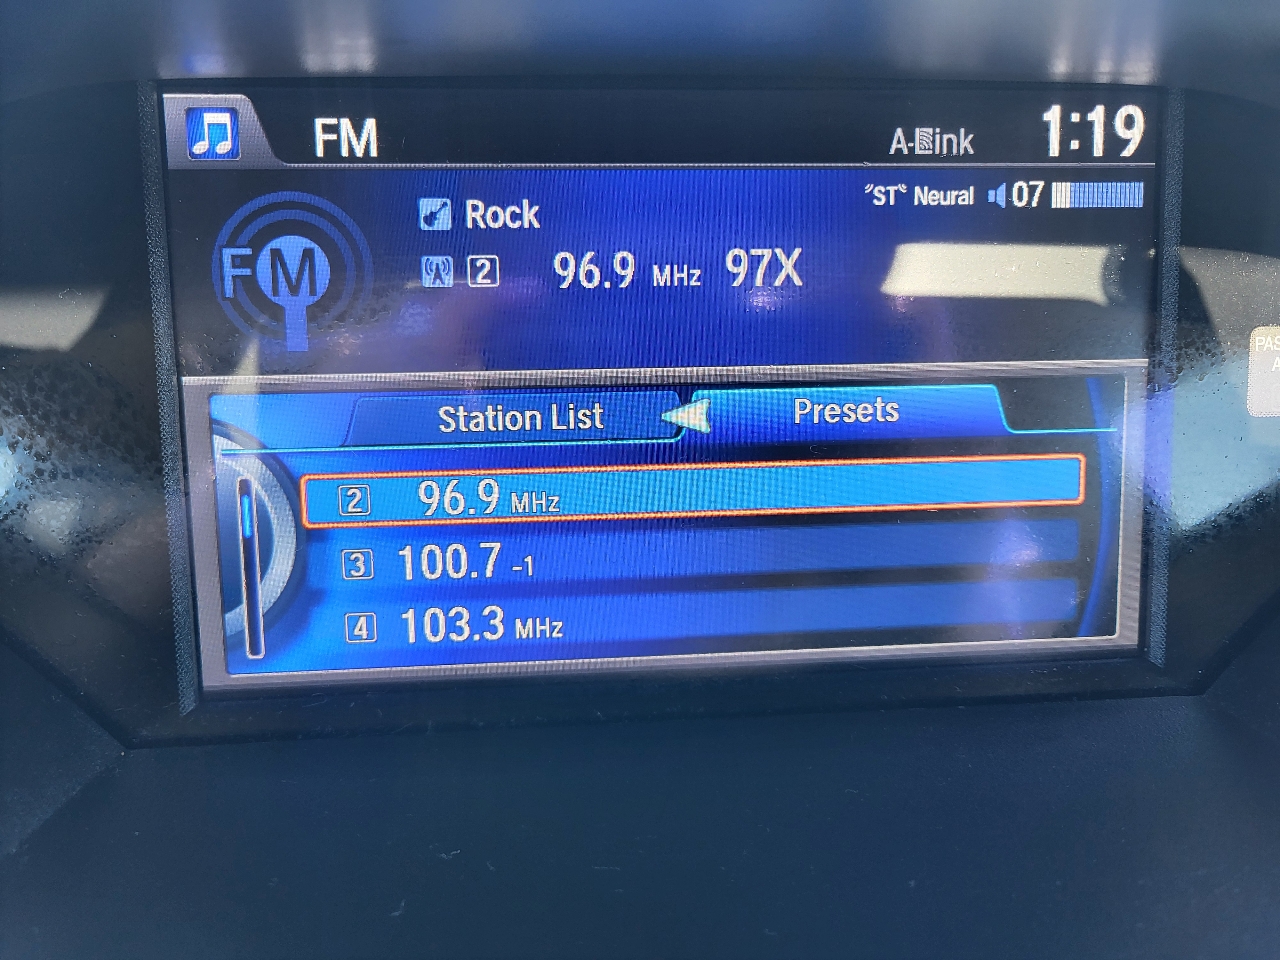 FM
A-Link
1:19
"ST" Neural 07
FM
Rock
2 96.9 MHz 97X
Station List
Presets
2 96.9 MHz
3 100.7 -1
4 103.3 MHz
PAS
A